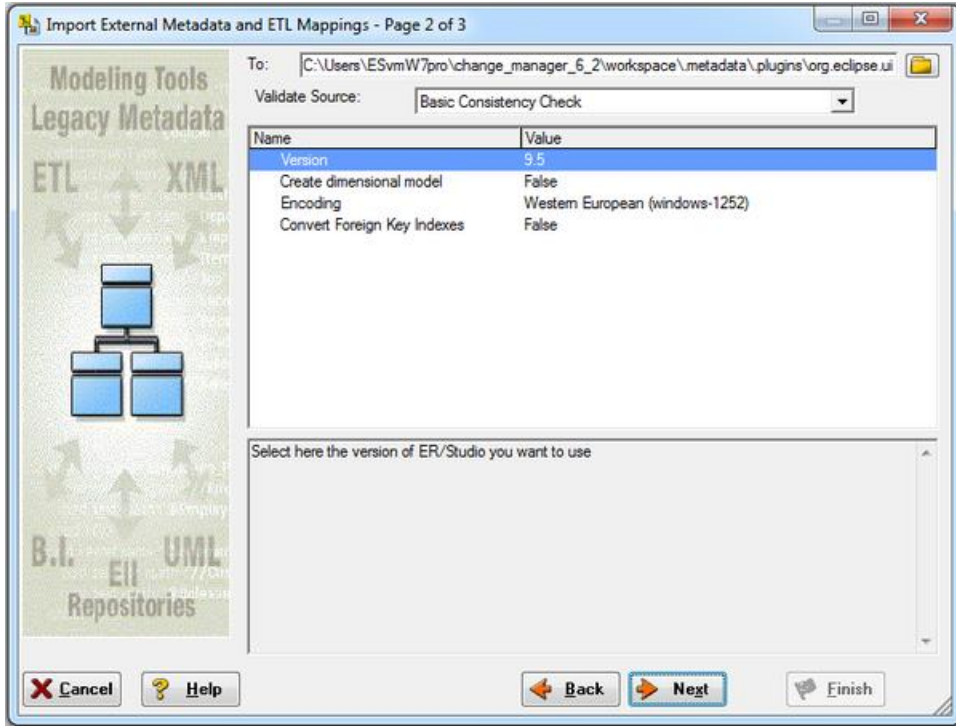 Import External Metadata and ETL Mappings - Page 2 of 3
Modeling Tools
Legacy Metadata
ETL XML
B.I. UML
EII
Repositories
To: C:\Users\ESvmW7pro\change_manager_6_2\workspace\.metadata\.plugins\org.eclipse.ui
Validate Source: Basic Consistency Check
Name Value
Version 9.5
Create dimensional model False
Encoding Western European (windows-1252)
Convert Foreign Key Indexes False
Select here the version of ER/Studio you want to use
Cancel Help Back Next Finish